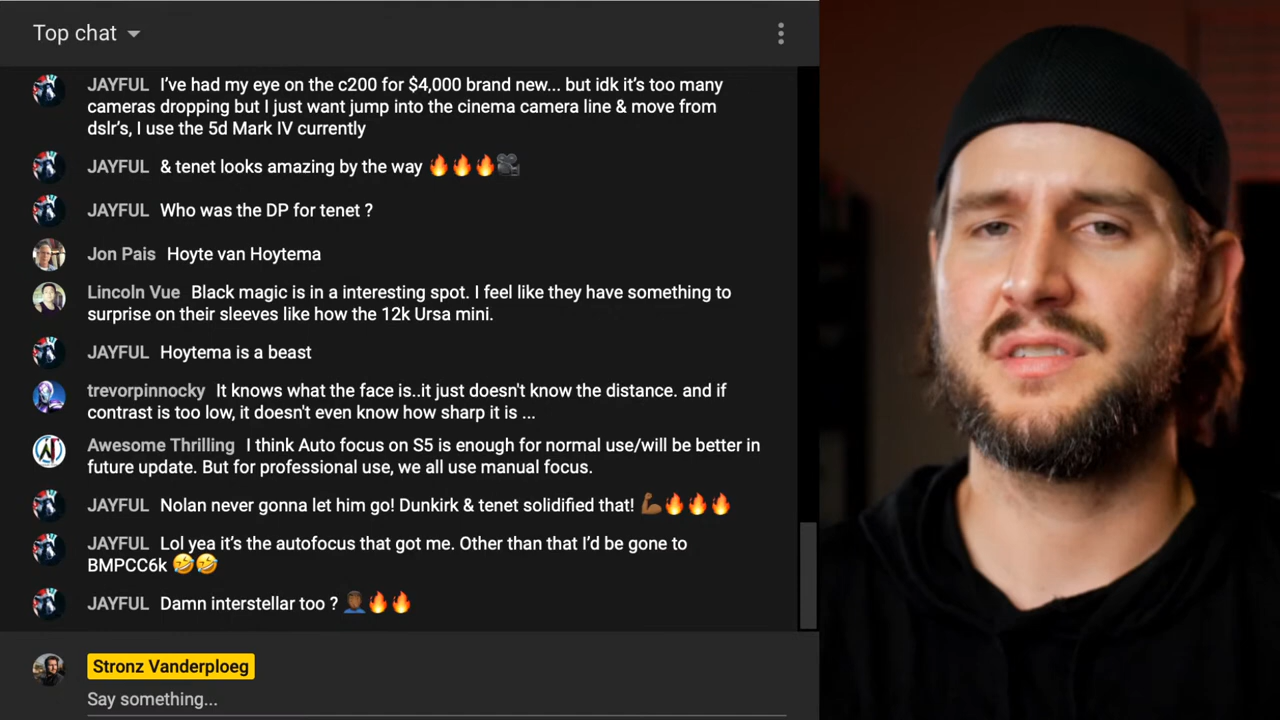 Top chat
JAYFUL I've had my eye on the c200 for $4,000 brand new... but idk it's too many
cameras dropping but I just want jump into the cinema camera line & move from
dslr's, I use the 5d Mark IV currently
JAYFUL & tenet looks amazing by the way 🔥🔥🔥🎥
JAYFUL Who was the DP for tenet ?
Jon Pais Hoyte van Hoytema
Lincoln Vue Black magic is in a interesting spot. I feel like they have something to
surprise on their sleeves like how the 12k Ursa mini.
JAYFUL Hoytema is a beast
trevorpinnocky It knows what the face is..it just doesn't know the distance. and if
contrast is too low, it doesn't even know how sharp it is ...
Awesome Thrilling I think Auto focus on S5 is enough for normal use/will be better in
future update. But for professional use, we all use manual focus.
JAYFUL Nolan never gonna let him go! Dunkirk & tenet solidified that! 💪🏾🔥🔥🔥
JAYFUL Lol yea it's the autofocus that got me. Other than that I'd be gone to
BMPCC6k 🤣🤣
JAYFUL Damn interstellar too ? 🤦🏾‍♂️🔥🔥
Stronz Vanderploeg
Say something...